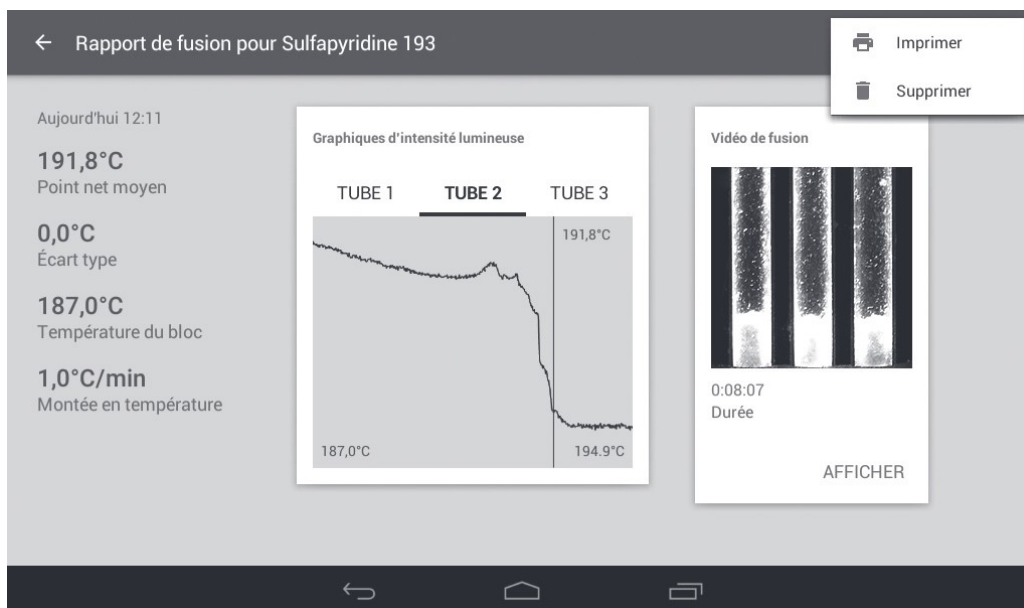 Rapport de fusion pour Sulfapyridine 193
Imprimer
Supprimer
Aujourd'hui 12:11
191,8°C
Point net moyen
0,0°C
Écart type
187,0°C
Température du bloc
1,0°C/min
Montée en température
Graphiques d'intensité lumineuse
TUBE 1 TUBE 2 TUBE 3
191,8°C
187,0°C 194.9°C
Vidéo de fusion
0:08:07
Durée
AFFICHER